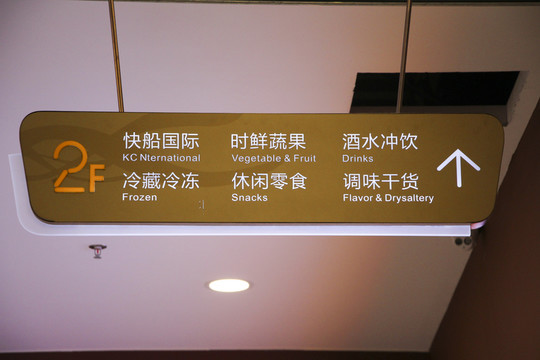 2F
快船国际 时鲜蔬果 酒水冲饮
KC Nternational Vegetable & Fruit Drinks
冷藏冷冻 休闲零食 调味干货
Frozen Snacks Flavor & Drysaltery